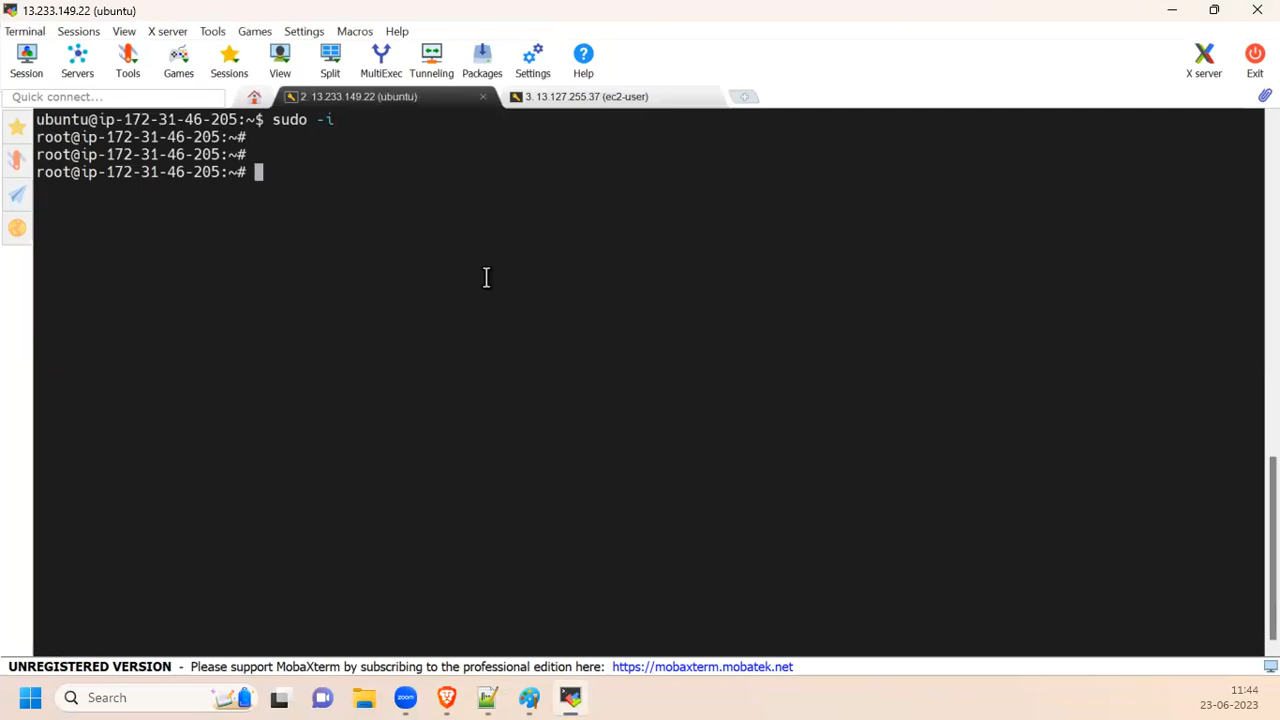 13.233.149.22 (ubuntu)
Terminal Sessions View X server Tools Games Settings Macros Help
Session Servers Tools Games Sessions View Split MultiExec Tunneling Packages Settings Help X server Exit
Quick connect... 2. 13.233.149.22 (ubuntu) 3. 13.127.255.37 (ec2-user)
ubuntu@ip-172-31-46-205:~$ sudo -i
root@ip-172-31-46-205:~#
root@ip-172-31-46-205:~#
root@ip-172-31-46-205:~#
UNREGISTERED VERSION - Please support MobaXterm by subscribing to the professional edition here: https://mobaxterm.mobatek.net
Search zoom 11:44
23-06-2023